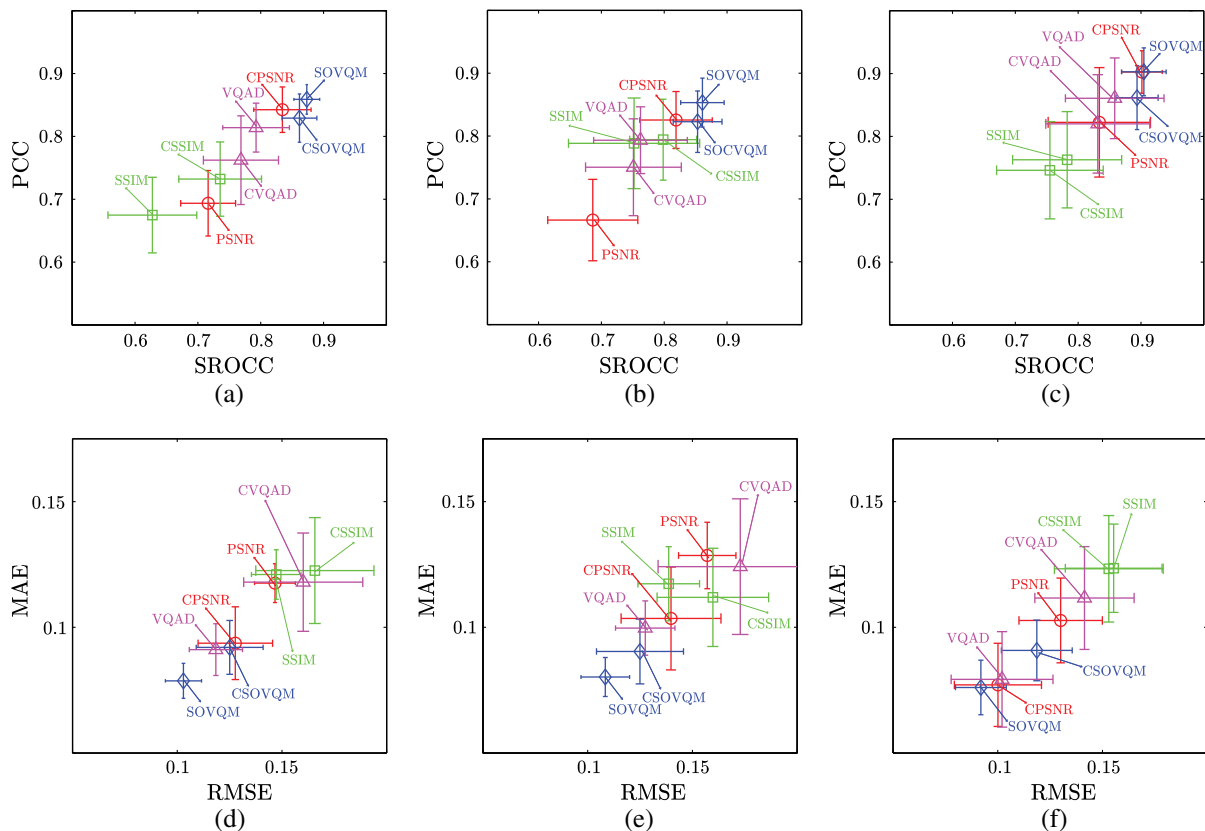 PCC
0.9
0.8
0.7
0.6
CPSNR
SOVQM
VQAD
CSOVQM
CSSIM
SSIM
CVQAD
PSNR
0.6 0.7 0.8 0.9
SROCC
(a)
PCC
0.9
0.8
0.7
0.6
SOVQM
CPSNR
VQAD
SSIM
SOCVQM
CSSIM
CVQAD
PSNR
0.6 0.7 0.8 0.9
SROCC
(b)
PCC
0.9
0.8
0.7
0.6
CPSNR
VQAD
SOVQM
CVQAD
CSOVQM
SSIM
PSNR
CSSIM
0.6 0.7 0.8 0.9
SROCC
(c)
MAE
0.15
0.1
CVQAD
CSSIM
PSNR
CPSNR
VQAD
SSIM
CSOVQM
SOVQM
0.1 0.15
RMSE
(d)
MAE
0.15
0.1
CVQAD
PSNR
SSIM
CPSNR
VQAD
CSSIM
CSOVQM
SOVQM
0.1 0.15
RMSE
(e)
MAE
0.15
0.1
SSIM
CSSIM
CVQAD
PSNR
VQAD
CSOVQM
CPSNR
SOVQM
0.1 0.15
RMSE
(f)